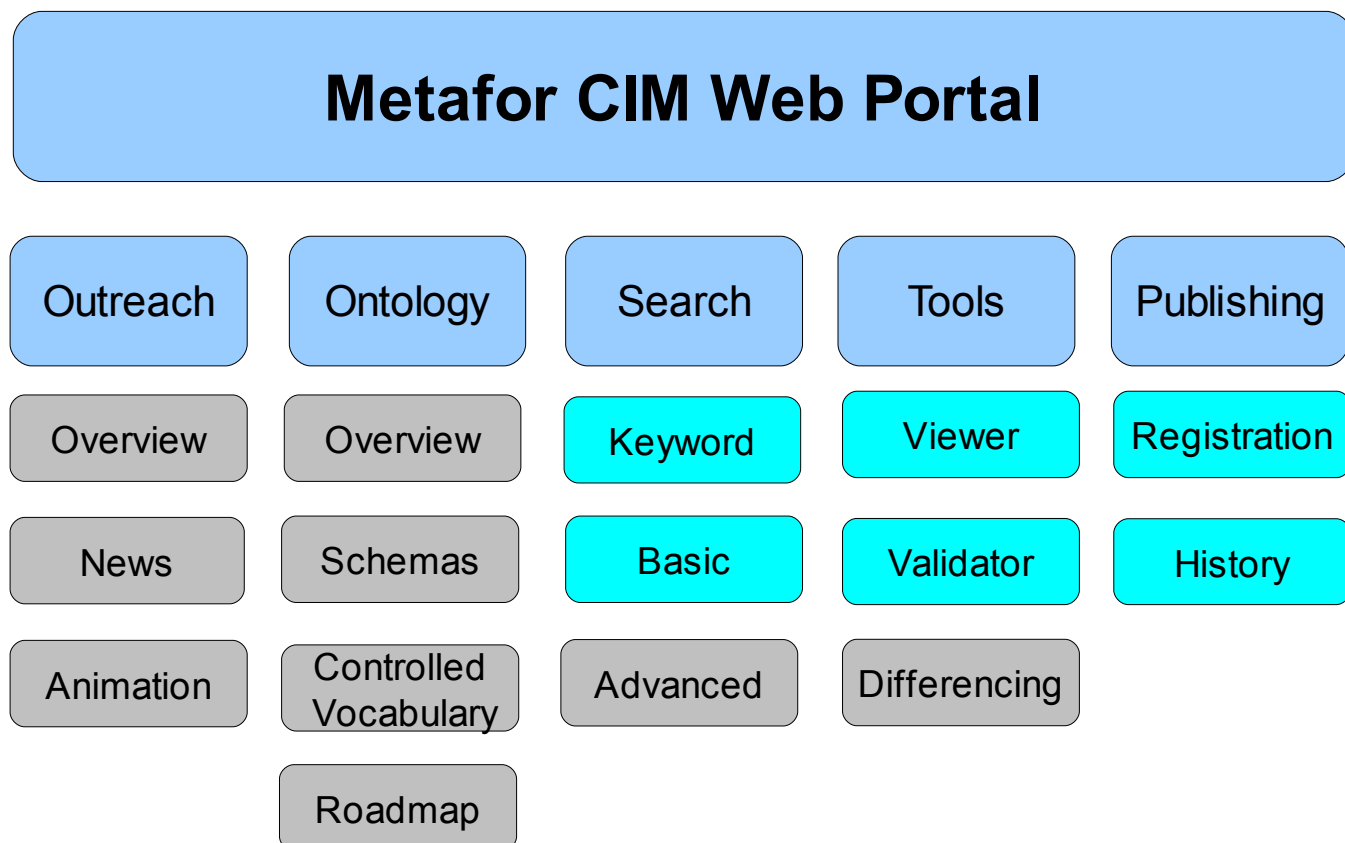 Metafor CIM Web Portal
Outreach
Ontology
Search
Tools
Publishing
Overview
Overview
Keyword
Viewer
Registration
News
Schemas
Basic
Validator
History
Animation
Controlled
Vocabulary
Advanced
Differencing
Roadmap